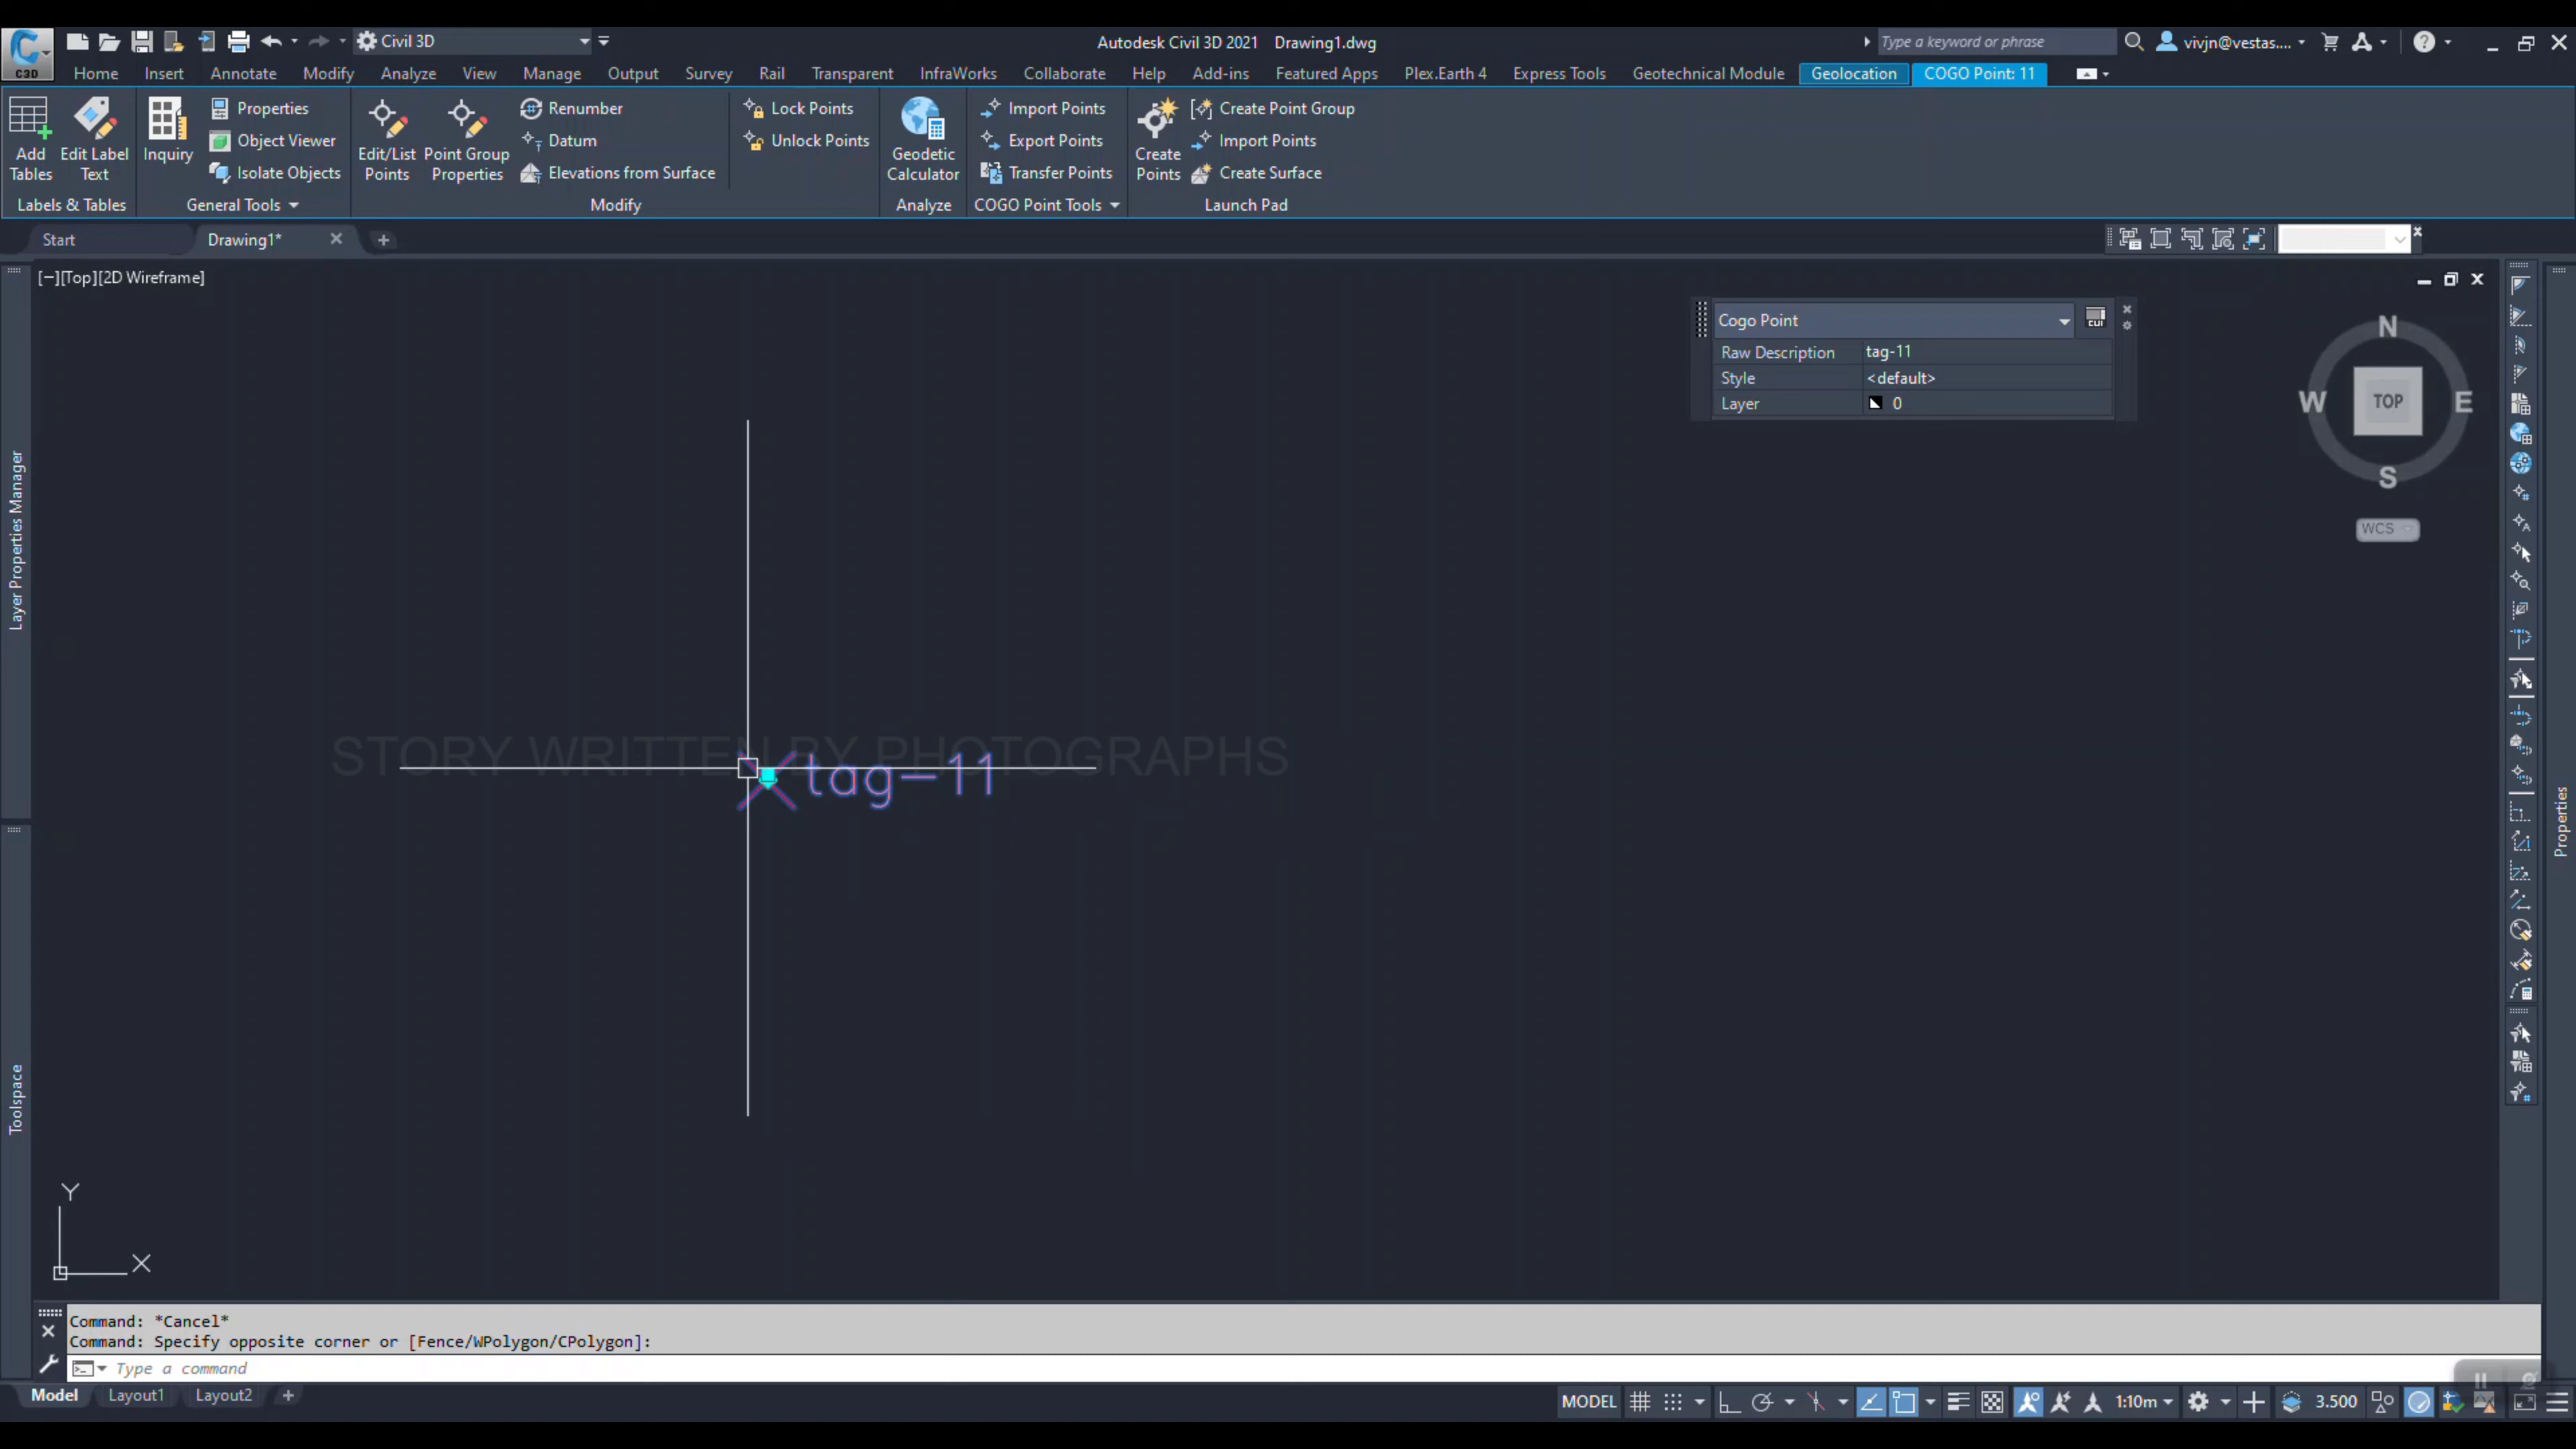 Civil 3D
Autodesk Civil 3D 2021 Drawing1.dwg
Type a keyword or phrase
vivjn@vestas....
C3D
Home Insert Annotate Modify Analyze View Manage Output Survey Rail Transparent InfraWorks Collaborate Help Add-ins Featured Apps Plex.Earth 4 Express Tools Geotechnical Module Geolocation COGO Point: 11
Add Tables
Edit Label Text
Labels & Tables
Inquiry
Properties
Object Viewer
Isolate Objects
General Tools
Edit/List Points
Point Group Properties
Renumber
Datum
Elevations from Surface
Lock Points
Unlock Points
Modify
Geodetic Calculator
Analyze
Import Points
Export Points
Transfer Points
COGO Point Tools
Create Points
Create Point Group
Import Points
Create Surface
Launch Pad
Start
Drawing1*
[−][Top][2D Wireframe]
Cogo Point
CUI
Raw Description tag-11
Style <default>
Layer 0
N
W TOP E
S
WCS
Layer Properties Manager
Toolspace
Properties
STORY WRITTEN BY PHOTOGRAPHS
tag-11
Y
X
Command: *Cancel*
Command: Specify opposite corner or [Fence/WPolygon/CPolygon]:
Type a command
Model Layout1 Layout2
MODEL
1:10m
3.500